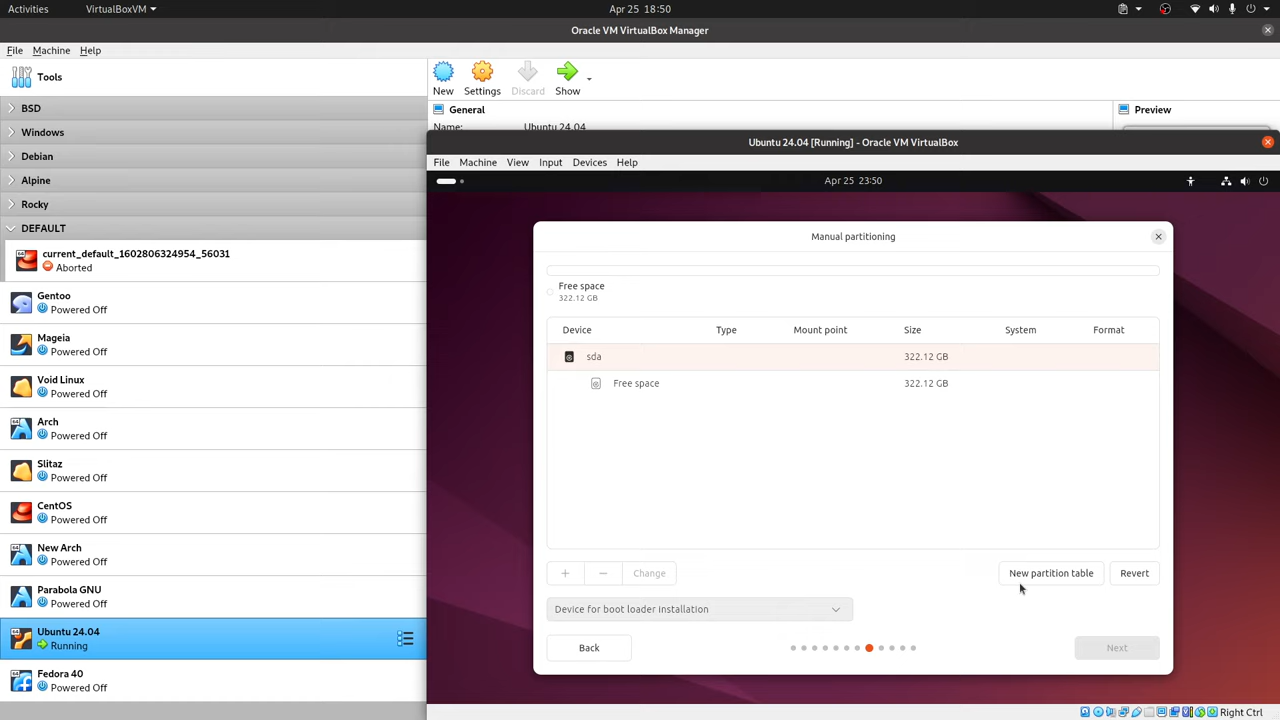 Activities VirtualBoxVM Apr 25 18:50
Oracle VM VirtualBox Manager
File Machine Help
Tools
New Settings Discard Show
BSD
Windows
Debian
Alpine
Rocky
DEFAULT
current_default_1602806324954_56031
Aborted
Gentoo
Powered Off
Mageia
Powered Off
Void Linux
Powered Off
Arch
Powered Off
Slitaz
Powered Off
CentOS
Powered Off
New Arch
Powered Off
Parabola GNU
Powered Off
Ubuntu 24.04
Running
Fedora 40
Powered Off
General
Name: Ubuntu 24.04
Preview
Ubuntu 24.04 [Running] - Oracle VM VirtualBox
File Machine View Input Devices Help
Apr 25 23:50
Manual partitioning
Free space
322.12 GB
Device Type Mount point Size System Format
sda 322.12 GB
Free space 322.12 GB
+ − Change New partition table Revert
Device for boot loader installation
Back Next
Right Ctrl